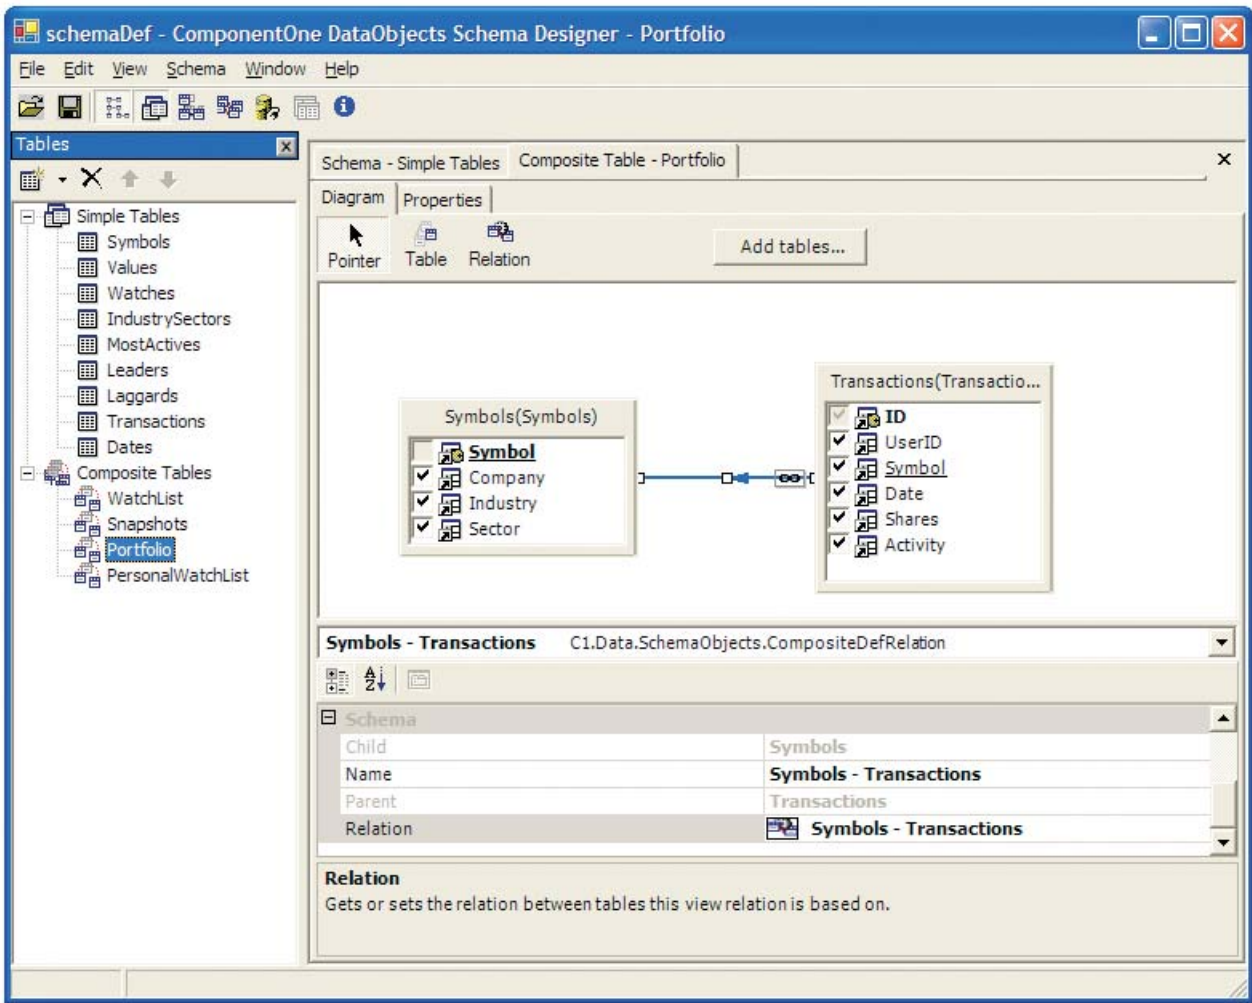 schemaDef - ComponentOne DataObjects Schema Designer - Portfolio
File Edit View Schema Window Help
Tables
Simple Tables
Symbols
Values
Watches
IndustrySectors
MostActives
Leaders
Laggards
Transactions
Dates
Composite Tables
WatchList
Snapshots
Portfolio
PersonalWatchList
Schema - Simple Tables Composite Table - Portfolio
Diagram Properties
Pointer Table Relation Add tables...
Symbols(Symbols)
Symbol
Company
Industry
Sector
Transactions(Transactio...
ID
UserID
Symbol
Date
Shares
Activity
Symbols - Transactions C1.Data.SchemaObjects.CompositeDefRelation
Schema
Child Symbols
Name Symbols - Transactions
Parent Transactions
Relation Symbols - Transactions
Relation
Gets or sets the relation between tables this view relation is based on.